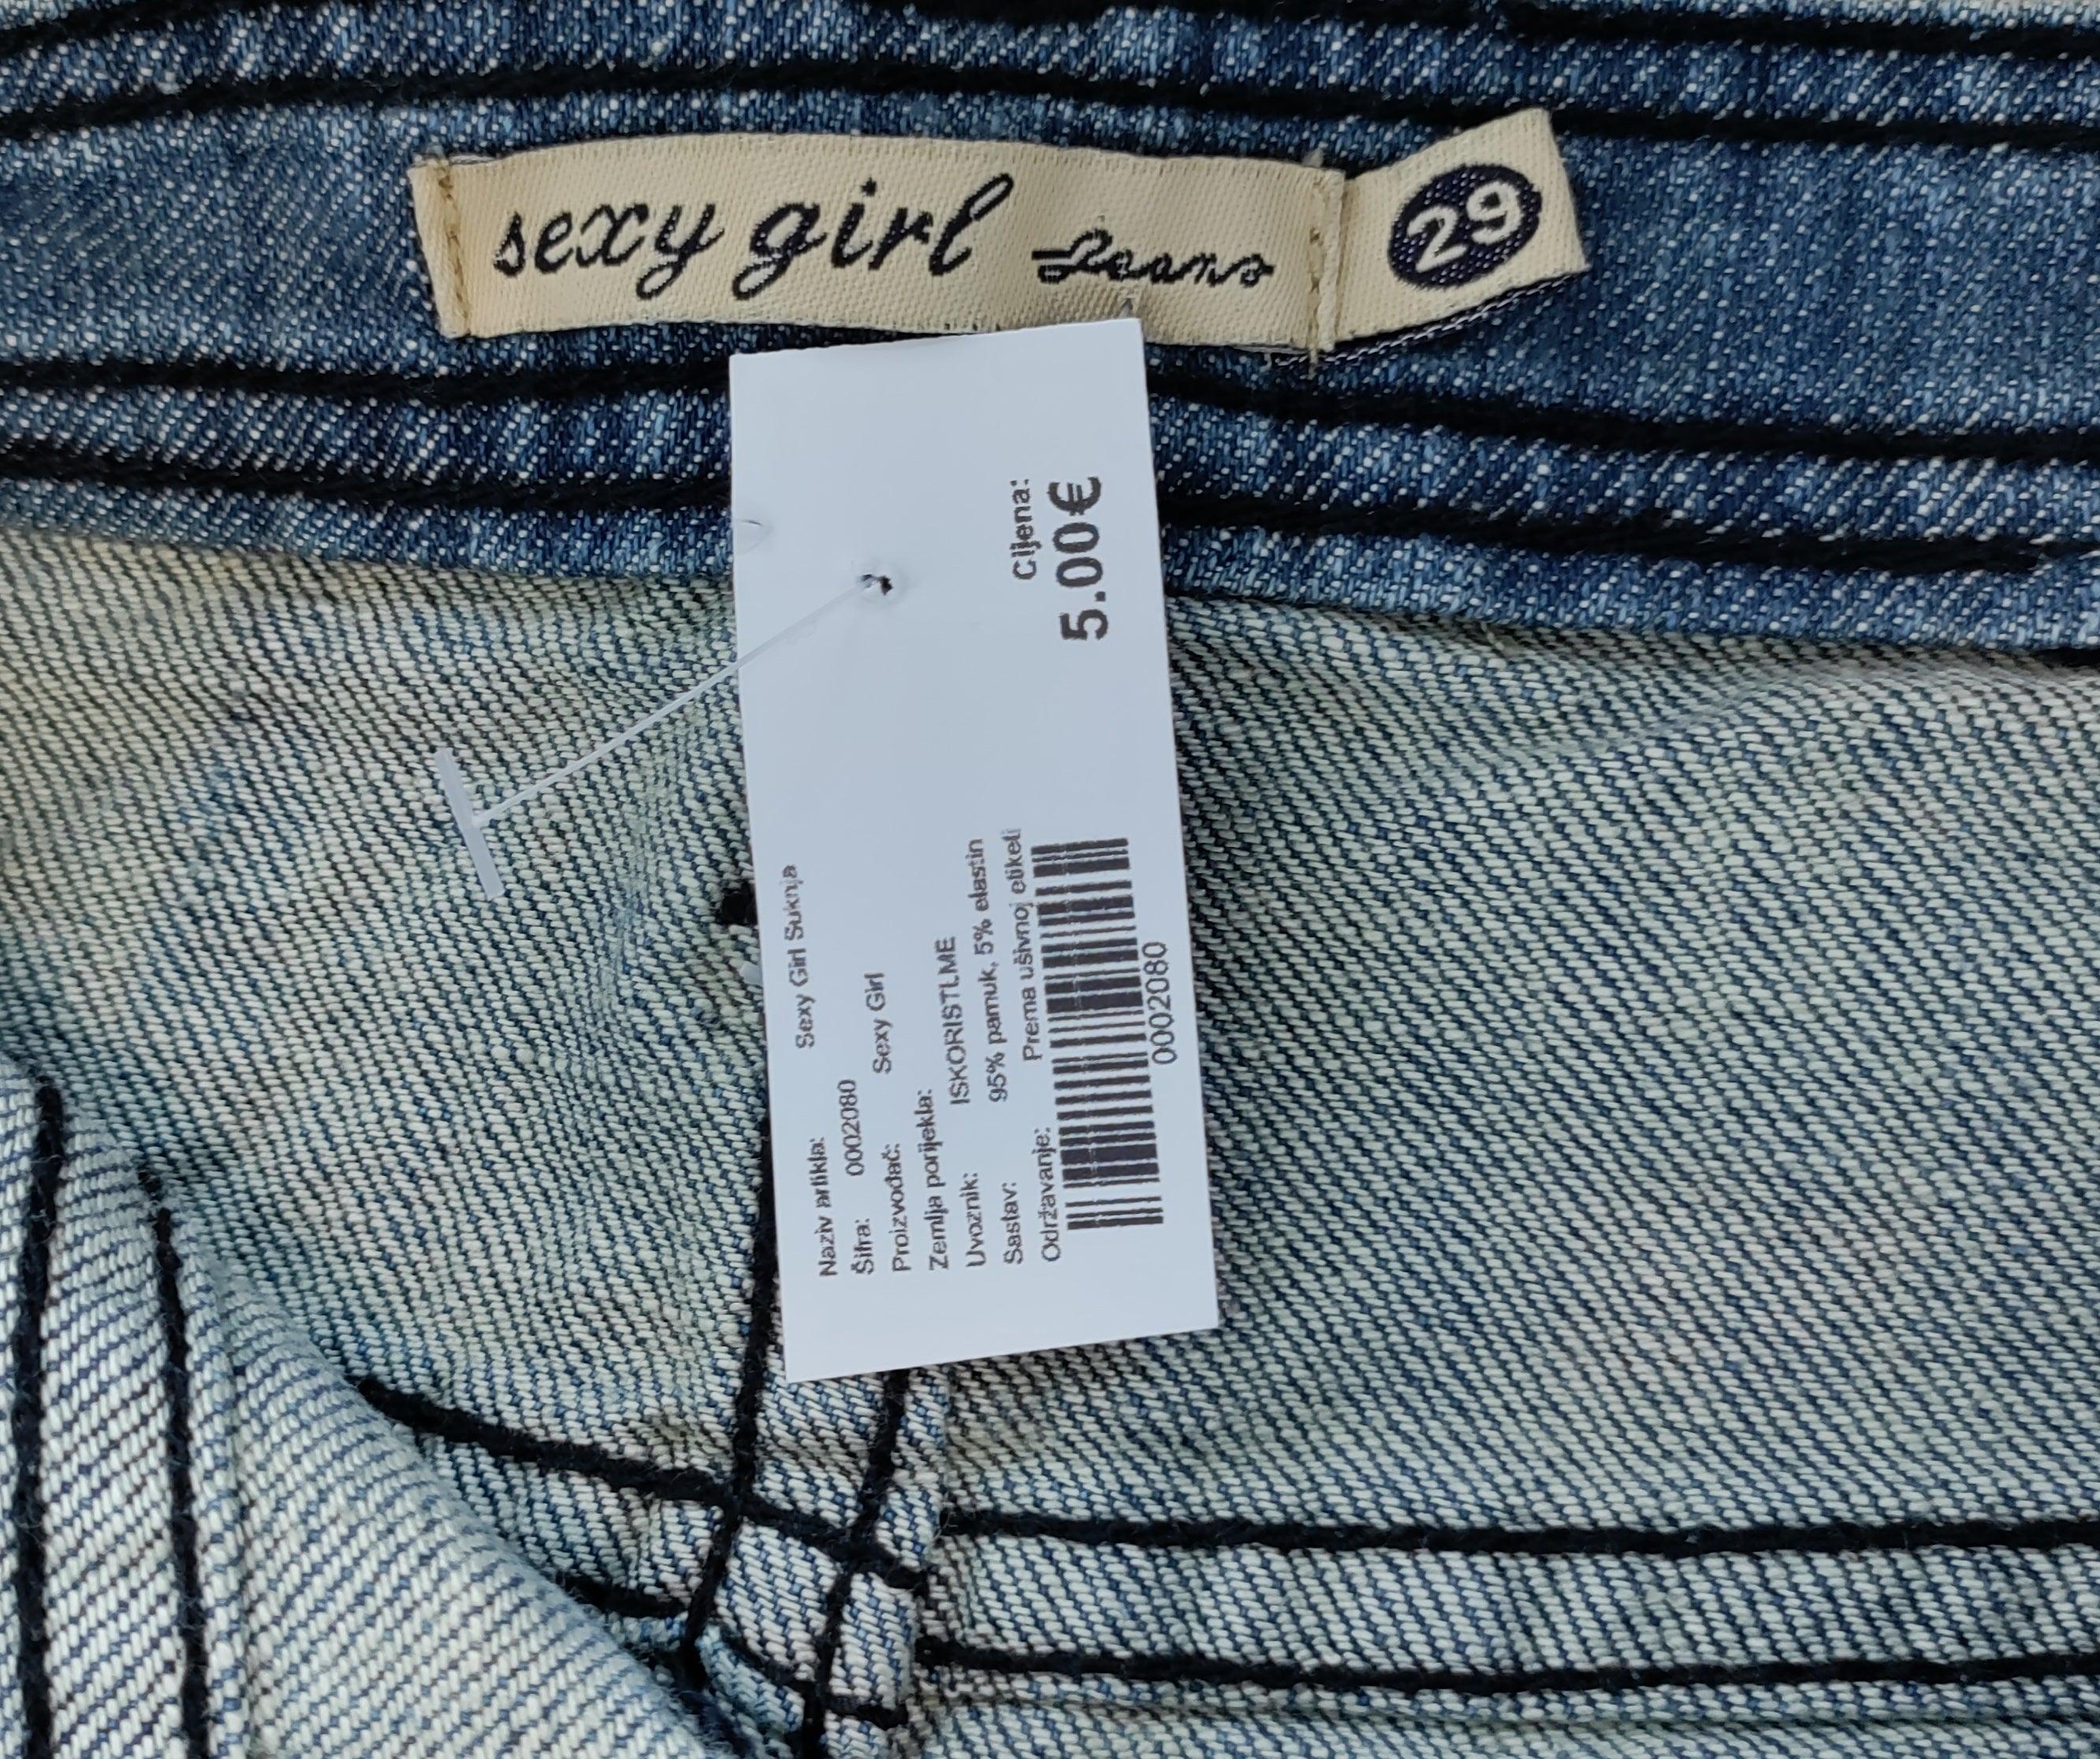 sexy girl Jeans
29
Cijena:
5.00€
Naziv artikla: Sexy Girl Suknja
Šifra: 0002080
Proizvođač: Sexy Girl
Zemlja porijekla:
Uvoznik: ISKORISTI.ME
Sastav: 95% pamuk, 5% elastin
Održavanje: Prema ušivnoj etiketi
0002080